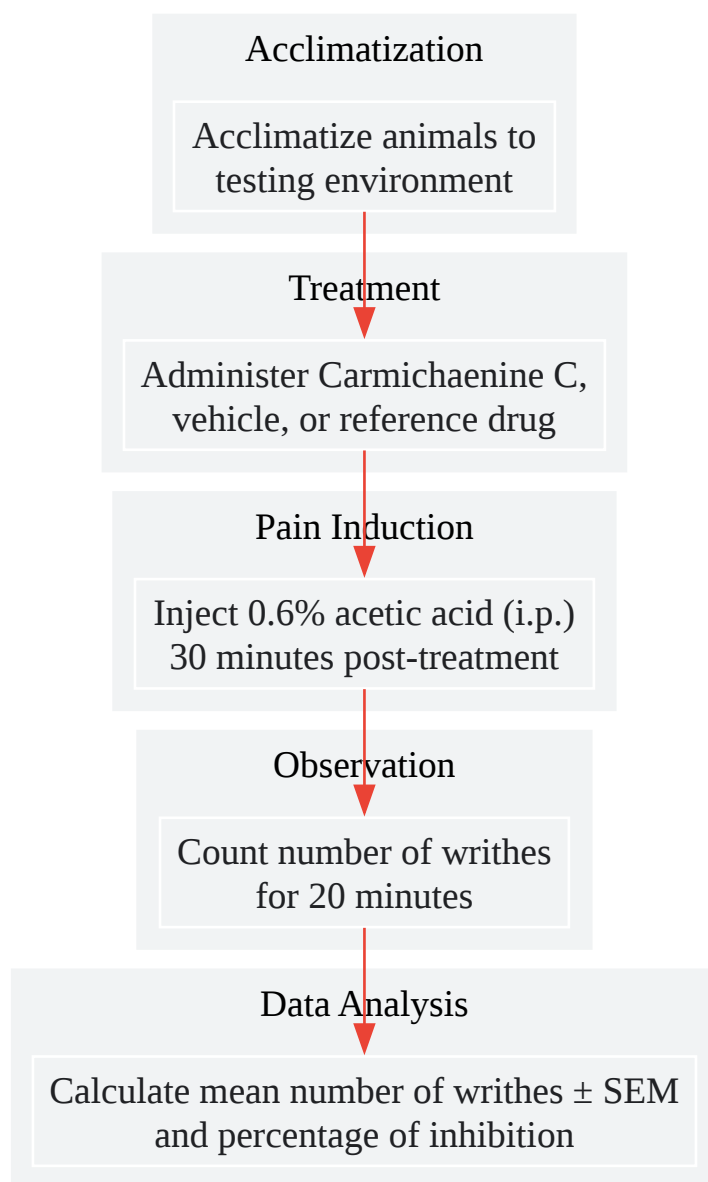 Acclimatization
Acclimatize animals to
testing environment
Treatment
Administer Carmichaenine C,
vehicle, or reference drug
Pain Induction
Inject 0.6% acetic acid (i.p.)
30 minutes post-treatment
Observation
Count number of writhes
for 20 minutes
Data Analysis
Calculate mean number of writhes ± SEM
and percentage of inhibition